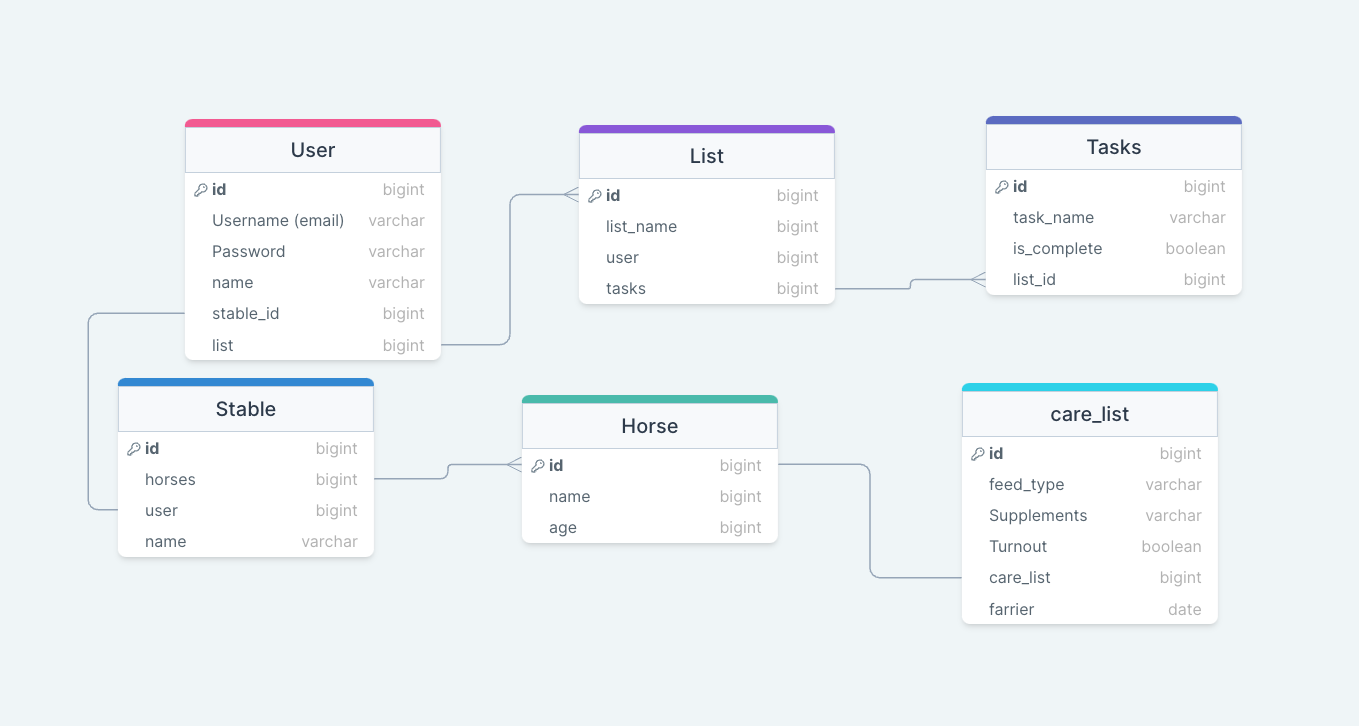 User
id bigint
Username (email) varchar
Password varchar
name varchar
stable_id bigint
list bigint
List
id bigint
list_name bigint
user bigint
tasks bigint
Tasks
id bigint
task_name varchar
is_complete boolean
list_id bigint
Stable
id bigint
horses bigint
user bigint
name varchar
Horse
id bigint
name bigint
age bigint
care_list
id bigint
feed_type varchar
Supplements varchar
Turnout boolean
care_list bigint
farrier date